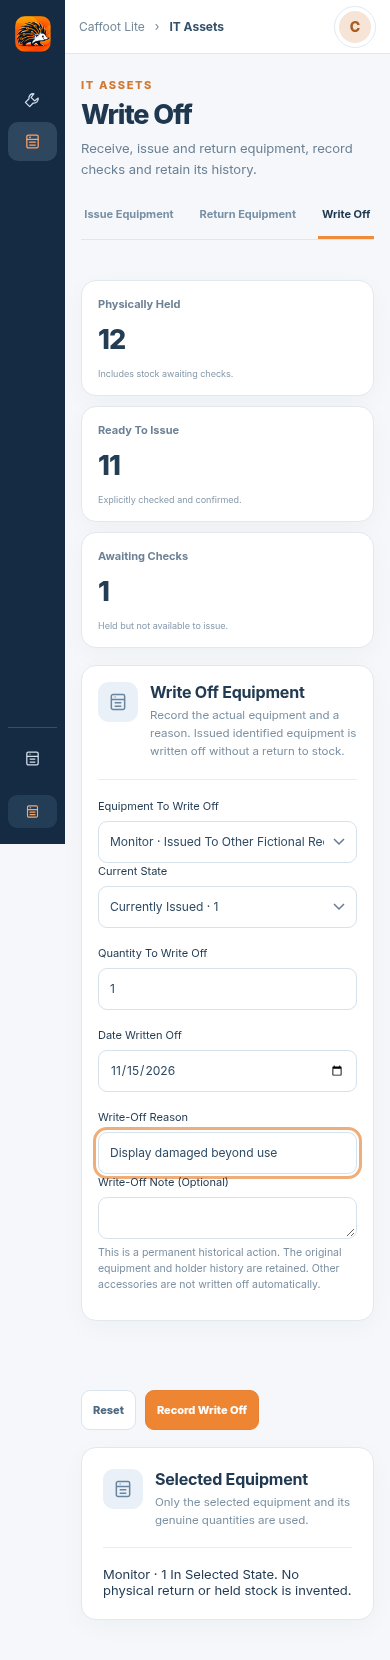 Caffoot Lite › IT Assets
C
IT ASSETS
Write Off
Receive, issue and return equipment, record
checks and retain its history.
Issue Equipment Return Equipment Write Off
Physically Held
12
Includes stock awaiting checks.
Ready To Issue
11
Explicitly checked and confirmed.
Awaiting Checks
1
Held but not available to issue.
Write Off Equipment
Record the actual equipment and a
reason. Issued identified equipment is
written off without a return to stock.
Equipment To Write Off
Monitor · Issued To Other Fictional Re
Current State
Currently Issued · 1
Quantity To Write Off
1
Date Written Off
11/15/2026
Write-Off Reason
Display damaged beyond use
Write-Off Note (Optional)
This is a permanent historical action. The original
equipment and holder history are retained. Other
accessories are not written off automatically.
Reset Record Write Off
Selected Equipment
Only the selected equipment and its
genuine quantities are used.
Monitor · 1 In Selected State. No
physical return or held stock is invented.